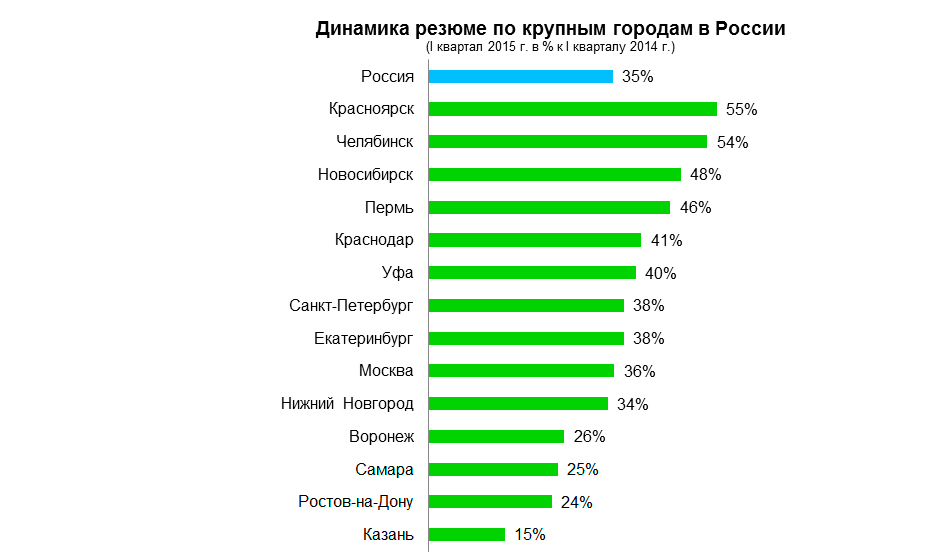 Динамика резюме по крупным городам в России
(I квартал 2015 г. в % к I кварталу 2014 г.)
Россия 35%
Красноярск 55%
Челябинск 54%
Новосибирск 48%
Пермь 46%
Краснодар 41%
Уфа 40%
Санкт-Петербург 38%
Екатеринбург 38%
Москва 36%
Нижний Новгород 34%
Воронеж 26%
Самара 25%
Ростов-на-Дону 24%
Казань 15%